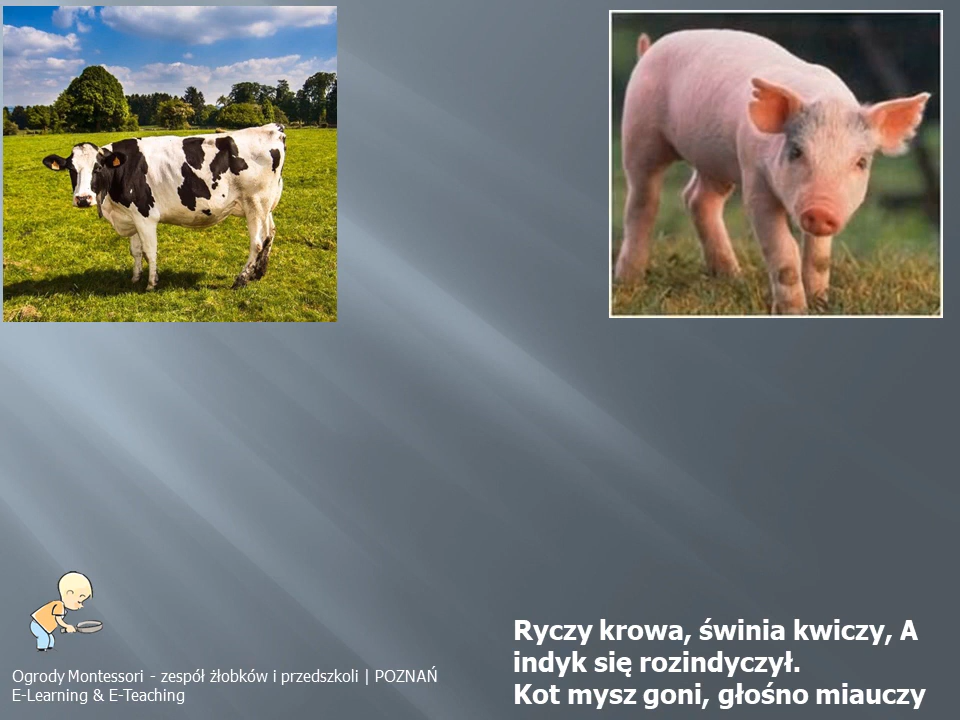 Ryczy krowa, świnia kwiczy, A
indyk się rozindyczył.
Kot mysz goni, głośno miauczy
Ogrody Montessori - zespół żłobków i przedszkoli | POZNAŃ
E-Learning & E-Teaching